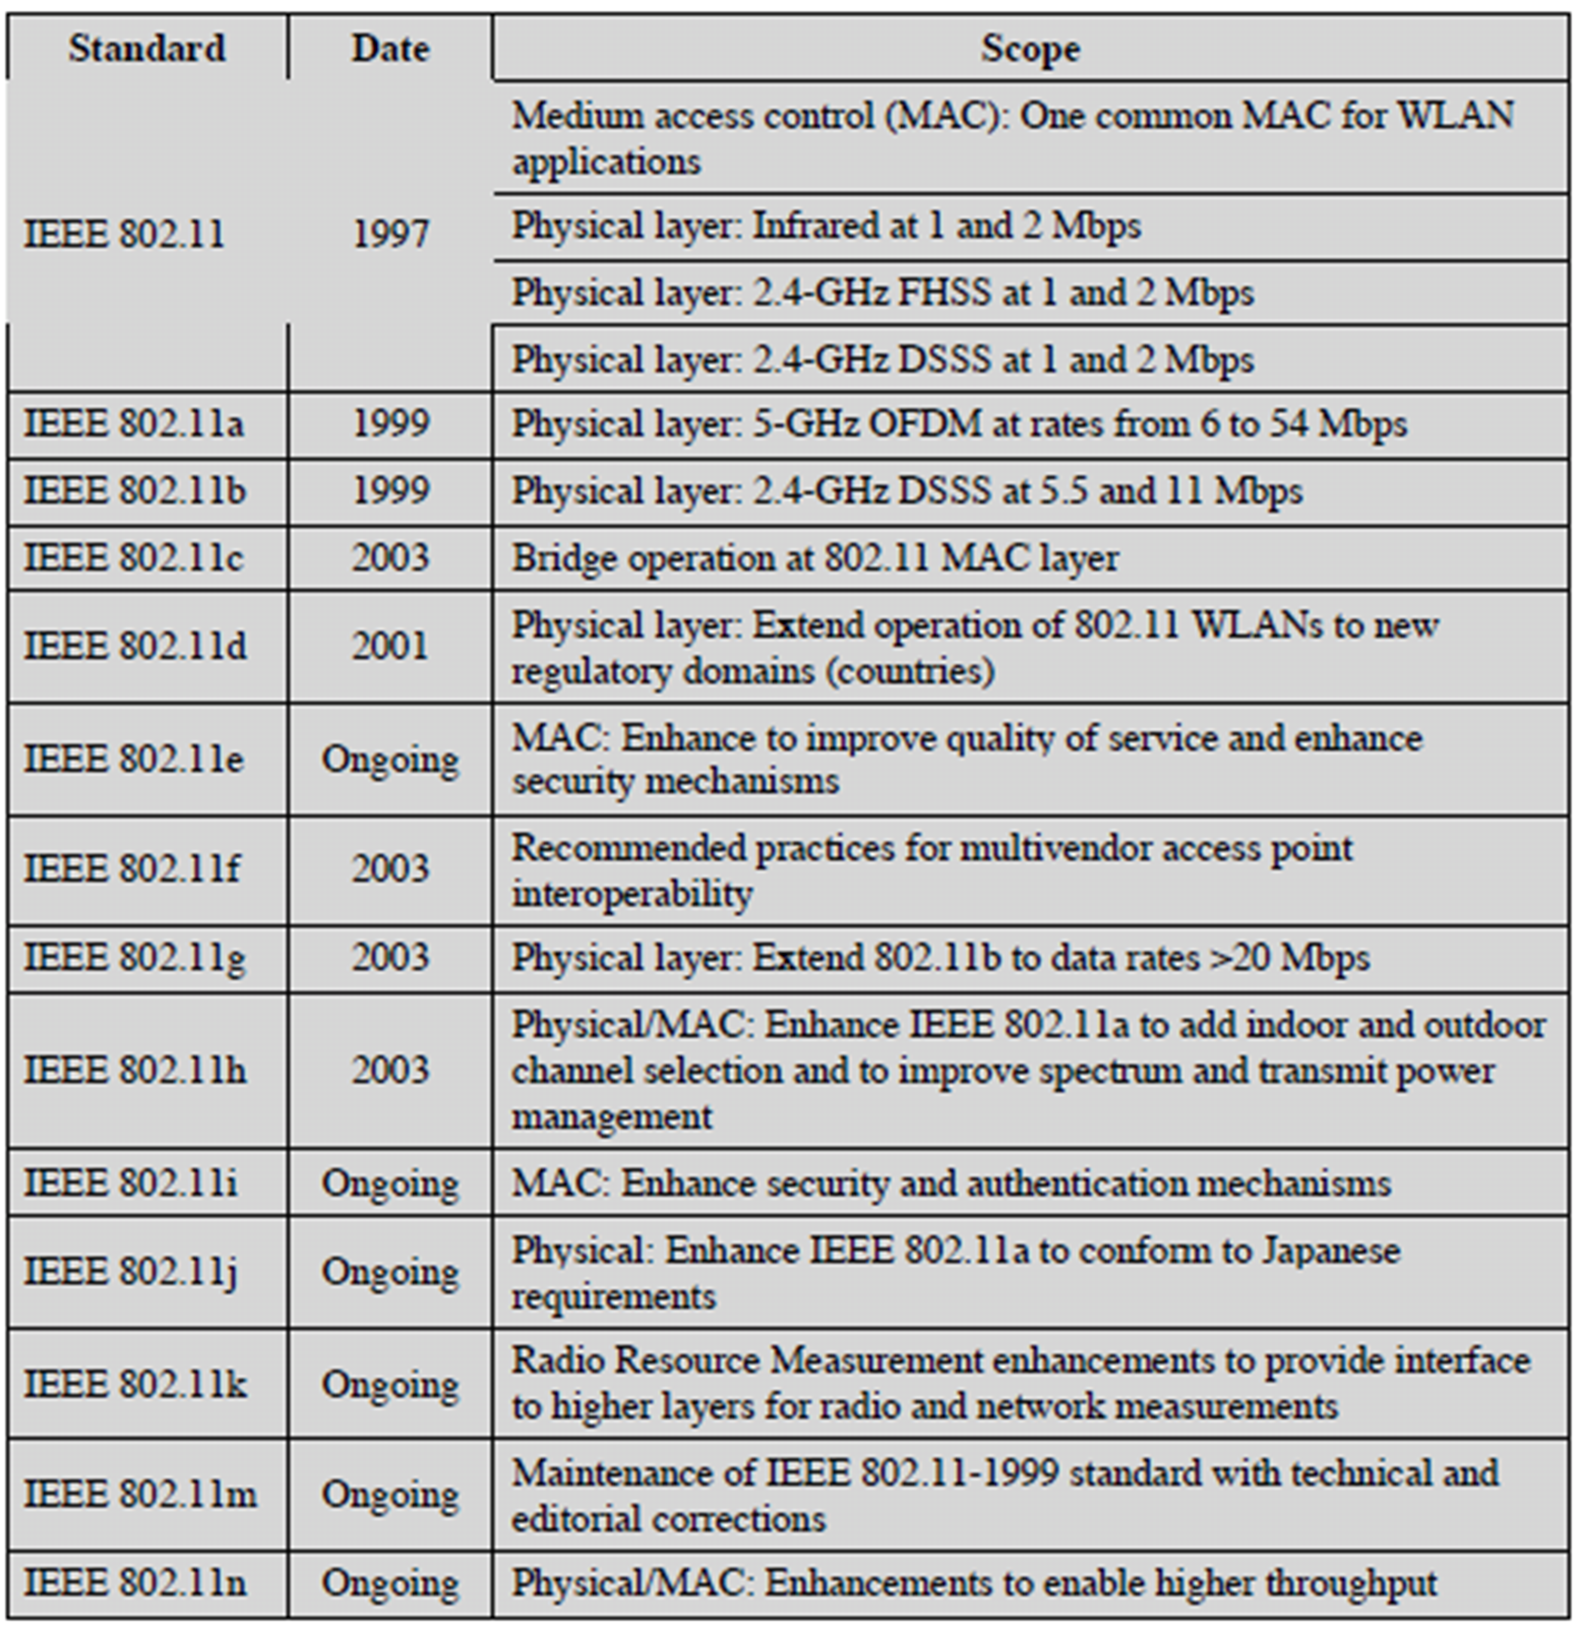 Standard Date Scope
Medium access control (MAC): One common MAC for WLAN
applications
IEEE 802.11 1997 Physical layer: Infrared at 1 and 2 Mbps
Physical layer: 2.4-GHz FHSS at 1 and 2 Mbps
Physical layer: 2.4-GHz DSSS at 1 and 2 Mbps
IEEE 802.11a 1999 Physical layer: 5-GHz OFDM at rates from 6 to 54 Mbps
IEEE 802.11b 1999 Physical layer: 2.4-GHz DSSS at 5.5 and 11 Mbps
IEEE 802.11c 2003 Bridge operation at 802.11 MAC layer
IEEE 802.11d 2001 Physical layer: Extend operation of 802.11 WLANs to new
regulatory domains (countries)
IEEE 802.11e Ongoing MAC: Enhance to improve quality of service and enhance
security mechanisms
IEEE 802.11f 2003 Recommended practices for multivendor access point
interoperability
IEEE 802.11g 2003 Physical layer: Extend 802.11b to data rates >20 Mbps
Physical/MAC: Enhance IEEE 802.11a to add indoor and outdoor
IEEE 802.11h 2003 channel selection and to improve spectrum and transmit power
management
IEEE 802.11i Ongoing MAC: Enhance security and authentication mechanisms
IEEE 802.11j Ongoing Physical: Enhance IEEE 802.11a to conform to Japanese
requirements
IEEE 802.11k Ongoing Radio Resource Measurement enhancements to provide interface
to higher layers for radio and network measurements
IEEE 802.11m Ongoing Maintenance of IEEE 802.11-1999 standard with technical and
editorial corrections
IEEE 802.11n Ongoing Physical/MAC: Enhancements to enable higher throughput